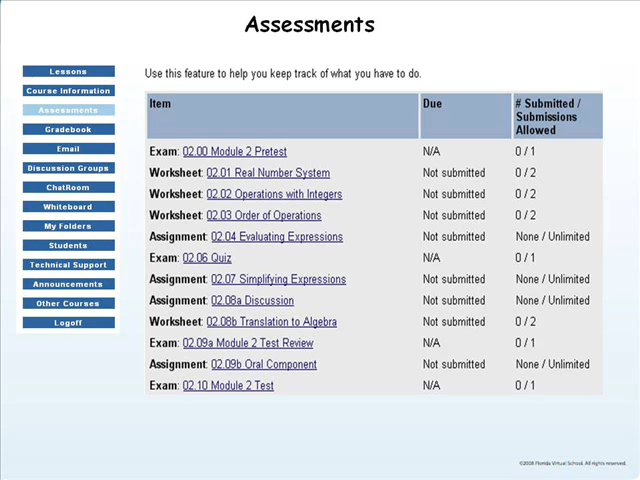 Assessments
Lessons
Course Information
Assessments
Gradebook
Email
Discussion Groups
ChatRoom
Whiteboard
My Folders
Students
Technical Support
Announcements
Other Courses
Logoff
Use this feature to help you keep track of what you have to do.
Item Due # Submitted / Submissions Allowed
Exam: 02.00 Module 2 Pretest N/A 0 / 1
Worksheet: 02.01 Real Number System Not submitted 0 / 2
Worksheet: 02.02 Operations with Integers Not submitted 0 / 2
Worksheet: 02.03 Order of Operations Not submitted 0 / 2
Assignment: 02.04 Evaluating Expressions Not submitted None / Unlimited
Exam: 02.06 Quiz N/A 0 / 1
Assignment: 02.07 Simplifying Expressions Not submitted None / Unlimited
Assignment: 02.08a Discussion Not submitted None / Unlimited
Worksheet: 02.08b Translation to Algebra Not submitted 0 / 2
Exam: 02.09a Module 2 Test Review N/A 0 / 1
Assignment: 02.09b Oral Component Not submitted None / Unlimited
Exam: 02.10 Module 2 Test N/A 0 / 1
©2008 Florida Virtual School. All rights reserved.